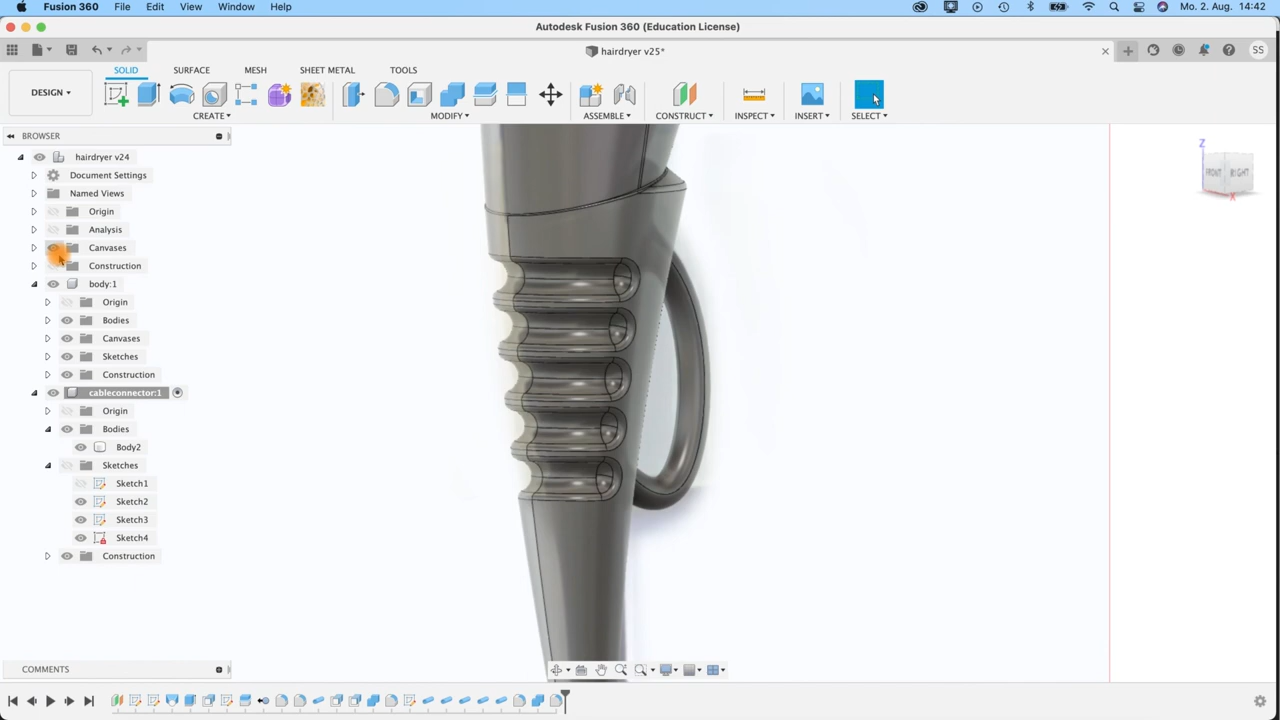 Fusion 360 File Edit View Window Help Mo. 2. Aug. 14:42
Autodesk Fusion 360 (Education License)
hairdryer v25*
SS
SOLID SURFACE MESH SHEET METAL TOOLS
DESIGN
CREATE MODIFY ASSEMBLE CONSTRUCT INSPECT INSERT SELECT
BROWSER
hairdryer v24
Document Settings
Named Views
Origin
Analysis
Canvases
Construction
body:1
Origin
Bodies
Canvases
Sketches
Construction
cableconnector:1
Origin
Bodies
Body2
Sketches
Sketch1
Sketch2
Sketch3
Sketch4
Construction
Z
FRONT RIGHT
X
COMMENTS